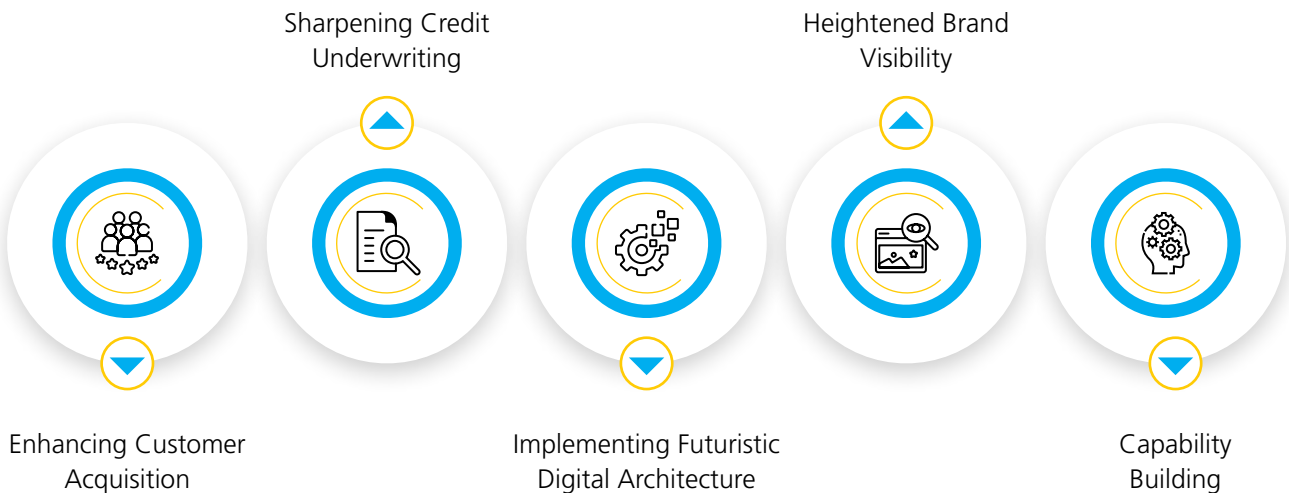 Sharpening Credit
Underwriting
Heightened Brand
Visibility
Enhancing Customer
Acquisition
Implementing Futuristic
Digital Architecture
Capability
Building